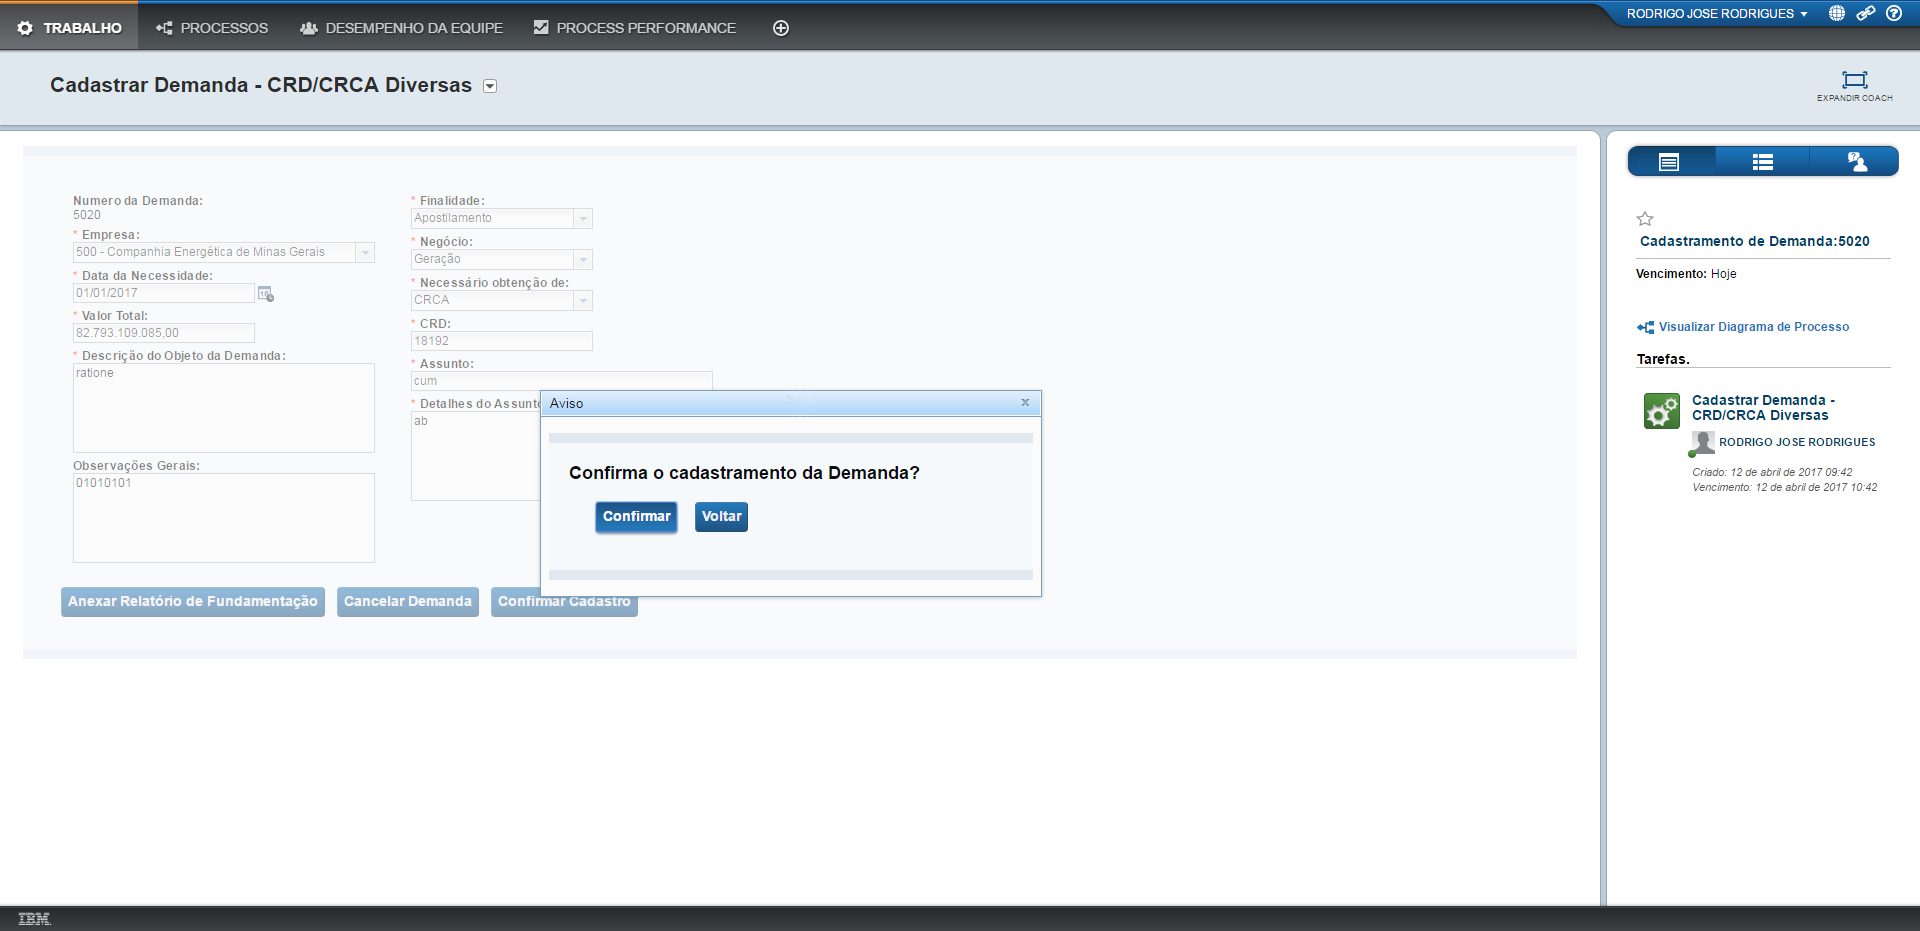 TRABALHO
PROCESSOS
DESEMPENHO DA EQUIPE
PROCESS PERFORMANCE
RODRIGO JOSE RODRIGUES
Cadastrar Demanda - CRD/CRCA Diversas
EXPANDIR COACH
Numero da Demanda:
5020
* Empresa:
500 - Companhia Energética de Minas Gerais
* Data da Necessidade:
01/01/2017
* Valor Total:
82.793.109.085,00
* Descrição do Objeto da Demanda:
ratione
Observações Gerais:
01010101
* Finalidade:
Apostilamento
* Negócio:
Geração
* Necessário obtenção de:
CRCA
* CRD:
18192
* Assunto:
cum
* Detalhes do Assunto
ab
Aviso
x
Confirma o cadastramento da Demanda?
Confirmar
Voltar
Anexar Relatório de Fundamentação
Cancelar Demanda
Confirmar Cadastro
Cadastramento de Demanda:5020
Vencimento: Hoje
Visualizar Diagrama de Processo
Tarefas.
Cadastrar Demanda -
CRD/CRCA Diversas
RODRIGO JOSE RODRIGUES
Criado: 12 de abril de 2017 09:42
Vencimento: 12 de abril de 2017 10:42
IBM